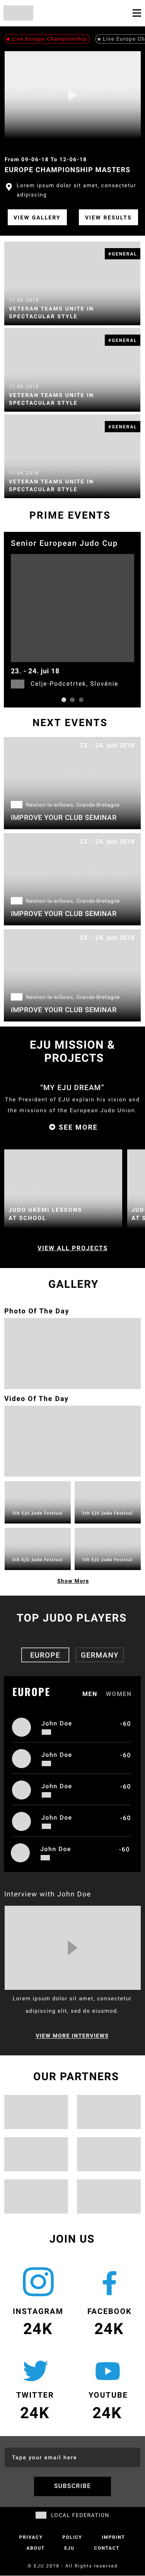 Live Europe Championship
Live Europe Ch
From 09-06-18 To 12-06-18
EUROPE CHAMPIONSHIP MASTERS
Lorem ipsum dolor sit amet, consectetur
adipiscing
VIEW GALLERY
VIEW RESULTS
#GENERAL
11.06.2018
VETERAN TEAMS UNITE IN
SPECTACULAR STYLE
#GENERAL
11.06.2018
VETERAN TEAMS UNITE IN
SPECTACULAR STYLE
#GENERAL
11.06.2018
VETERAN TEAMS UNITE IN
SPECTACULAR STYLE
PRIME EVENTS
Senior European Judo Cup
23. - 24. jui 18
Celje-Podcetrtek, Slovénie
NEXT EVENTS
23. - 24. juie 2018
Newton-le-willows, Grande-Bretagne
IMPROVE YOUR CLUB SEMINAR
23. - 24. juie 2018
Newton-le-willows, Grande-Bretagne
IMPROVE YOUR CLUB SEMINAR
23. - 24. juie 2018
Newton-le-willows, Grande-Bretagne
IMPROVE YOUR CLUB SEMINAR
EJU MISSION &
PROJECTS
“MY EJU DREAM”
The President of EJU explain his vision and
the missions of the European Judo Union.
SEE MORE
JUDO UKEMI LESSONS
AT SCHOOL
JUD
AT S
VIEW ALL PROJECTS
GALLERY
Photo Of The Day
Video Of The Day
5th EJU Judo Festival
5th EJU Judo Festival
5th EJU Judo Festival
5th EJU Judo Festival
Show More
TOP JUDO PLAYERS
EUROPE
GERMANY
EUROPE
MEN
WOMEN
John Doe
-60
John Doe
-60
John Doe
-60
John Doe
-60
John Doe
-60
Interview with John Doe
Lorem ipsum dolor sit amet, consectetur
adipiscing elit, sed do eiusmod.
VIEW MORE INTERVIEWS
OUR PARTNERS
JOIN US
INSTAGRAM
24K
FACEBOOK
24K
TWITTER
24K
YOUTUBE
24K
Type your email here
SUBSCRIBE
LOCAL FEDERATION
PRIVACY
POLICY
IMPRINT
ABOUT
EJU
CONTACT
© EJU 2018 - All Rights reserved